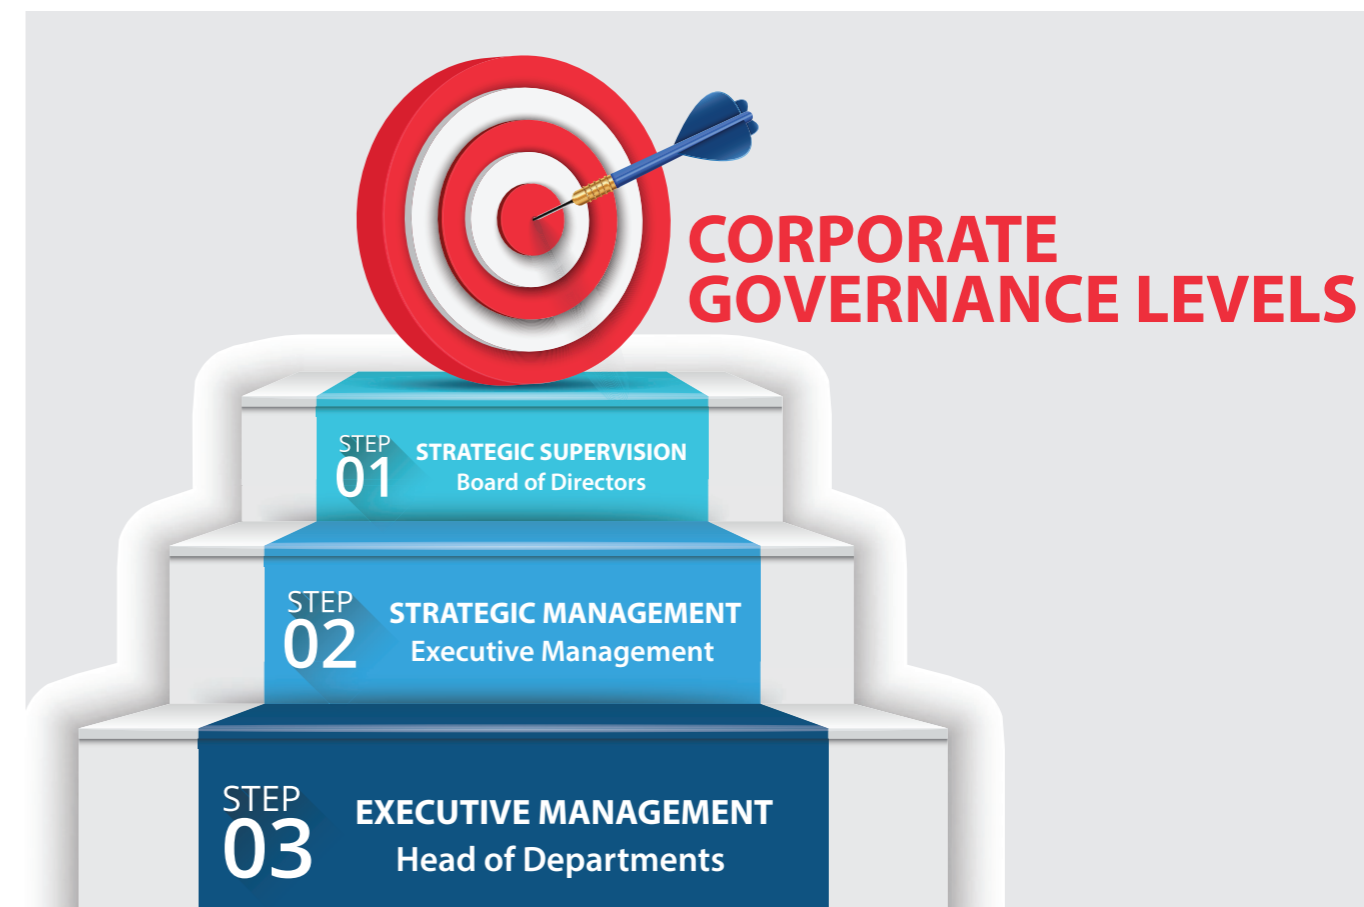 CORPORATE
GOVERNANCE LEVELS
STEP
01
STRATEGIC SUPERVISION
Board of Directors
STEP
02
STRATEGIC MANAGEMENT
Executive Management
STEP
03
EXECUTIVE MANAGEMENT
Head of Departments